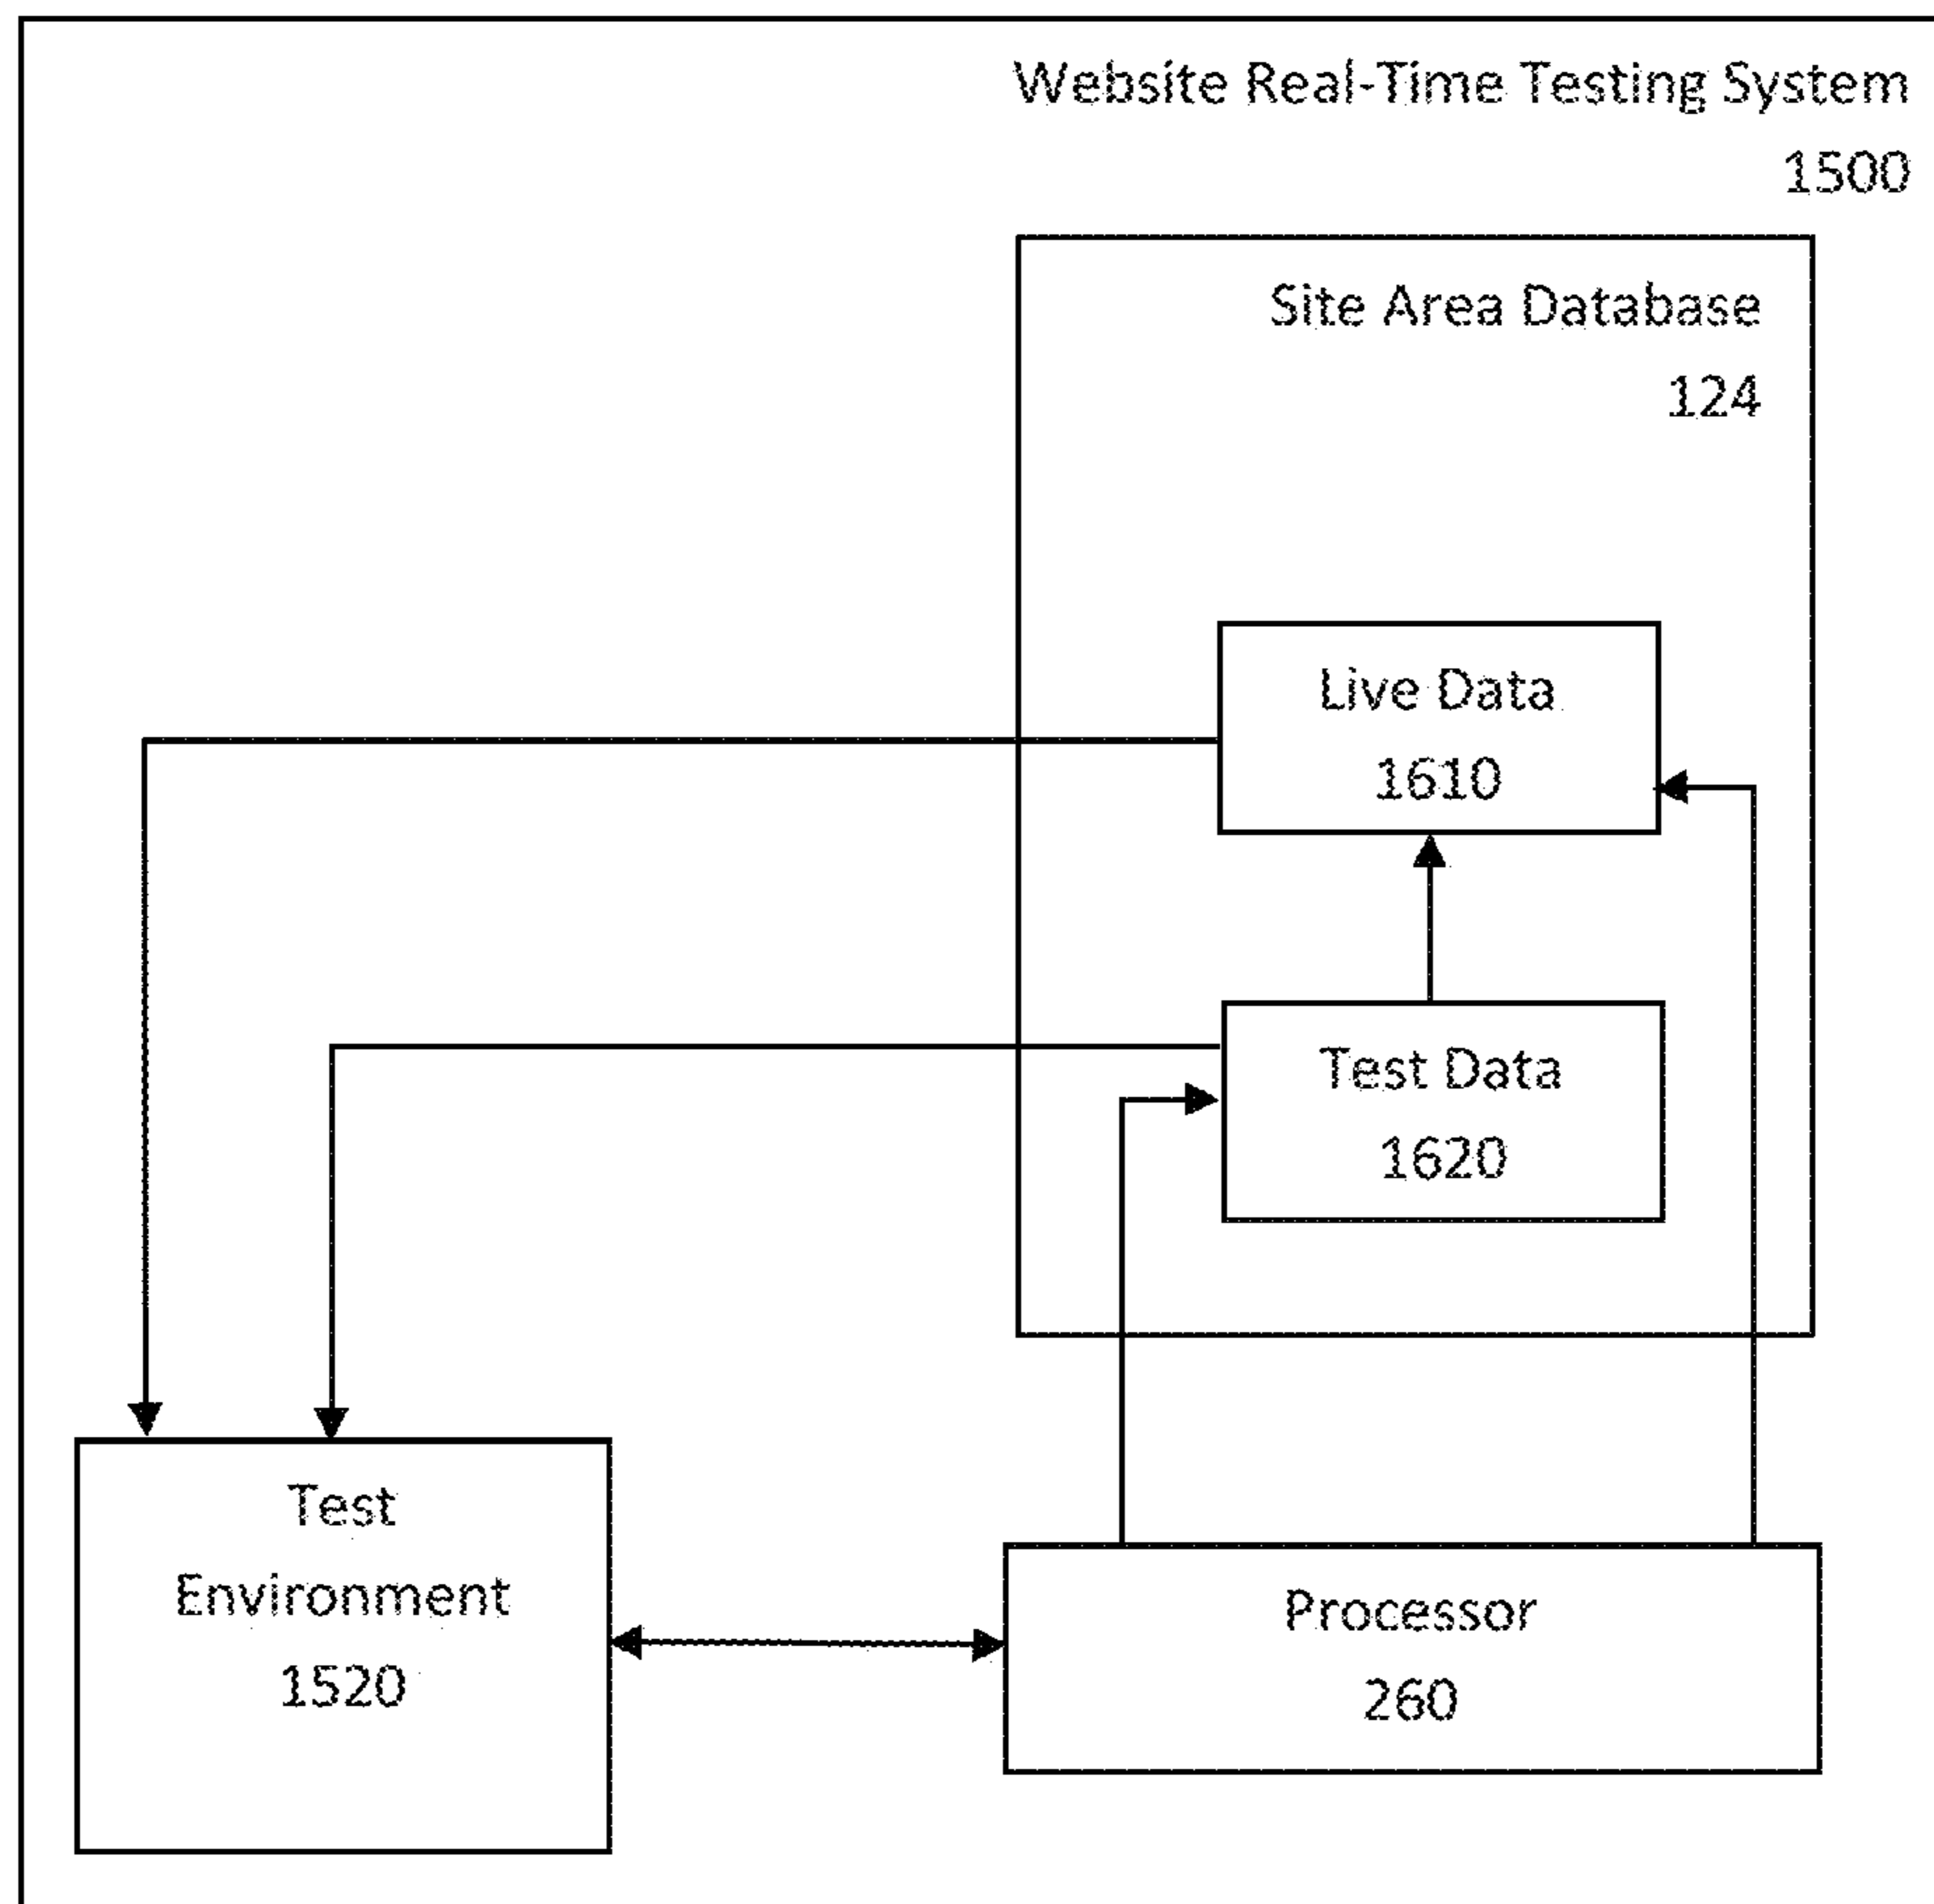 Website Real-Time Testing System
1500
Site Area Database
124
Live Data
1610
Test Data
1620
Test
Environment
1520
Processor
260